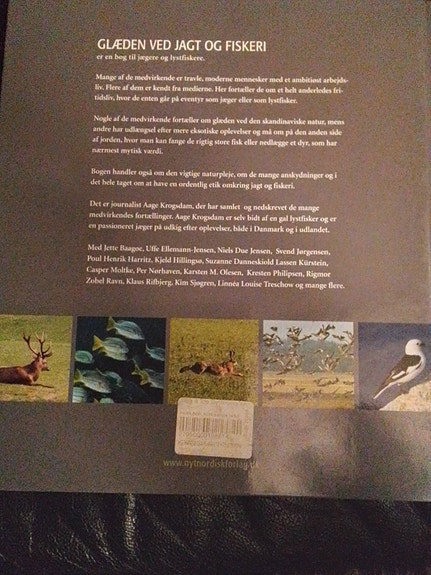 GLÆDEN VED JAGT OG FISKERI
er en bog til jægere og lystfiskere.
Mange af de medvirkende er travle, moderne mennesker med et ambitiøst arbejds-
liv. Flere af dem er kendt fra medierne. Her fortæller de om et helt anderledes fri-
tidsliv, hvor de enten går på eventyr som jæger eller som lystfisker.
Nogle af de medvirkende fortæller om glæden ved den skandinaviske natur, mens
andre har udlængsel efter mere eksotiske oplevelser og må om på den anden side
af jorden, hvor man kan fange de rigtig store fisk eller nedlægge et dyr, som har
nærmest mytisk værdi.
Bogen handler også om den vigtige naturpleje, om de mange anskydninger og i
det hele taget om at have en ordentlig etik omkring jagt og fiskeri.
Det er journalist Aage Krogsdam, der har samlet og nedskrevet de mange
medvirkendes fortællinger. Aage Krogsdam er selv bidt af en gal lystfisker og er
en passioneret jæger på udkig efter oplevelser, både i Danmark og i udlandet.
Med Jette Baagøe, Uffe Ellemann-Jensen, Niels Due Jensen, Svend Jørgensen,
Poul Henrik Harritz, Kjeld Hillingsø, Suzanne Danneskiold Lassen Kürstein,
Casper Moltke, Per Nørhaven, Karsten M. Olesen, Kresten Philipsen, Rigmor
Zobel Ravn, Klaus Rifbjerg, Kim Sjøgren, Linnéa Louise Treschow og mange flere.
www.nytnordiskforlag.dk